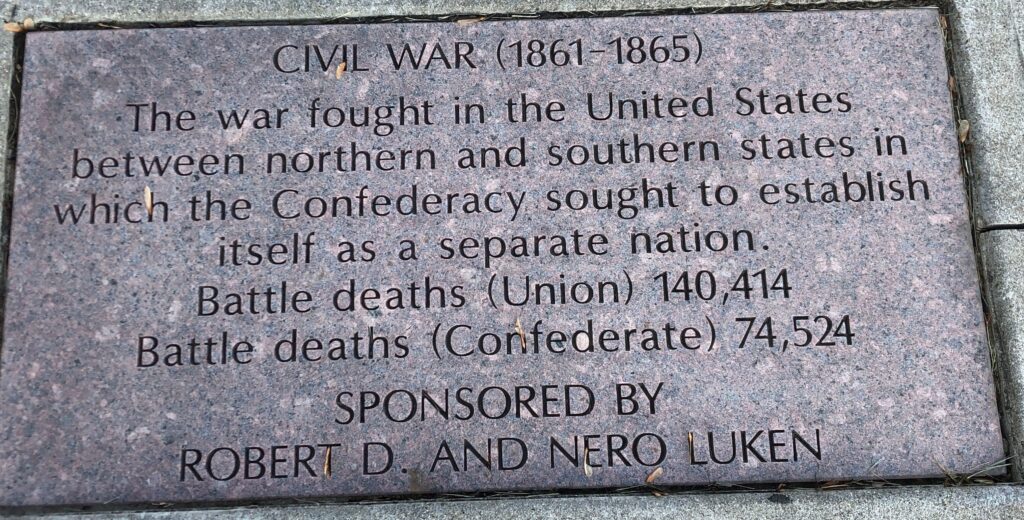 CIVIL WAR (1861-1865)
The war fought in the United States
between northern and southern states in
which the Confederacy sought to establish
itself as a separate nation.
Battle deaths (Union) 140,414
Battle deaths (Confederate) 74,524
SPONSORED BY
ROBERT D. AND NERO LUKEN